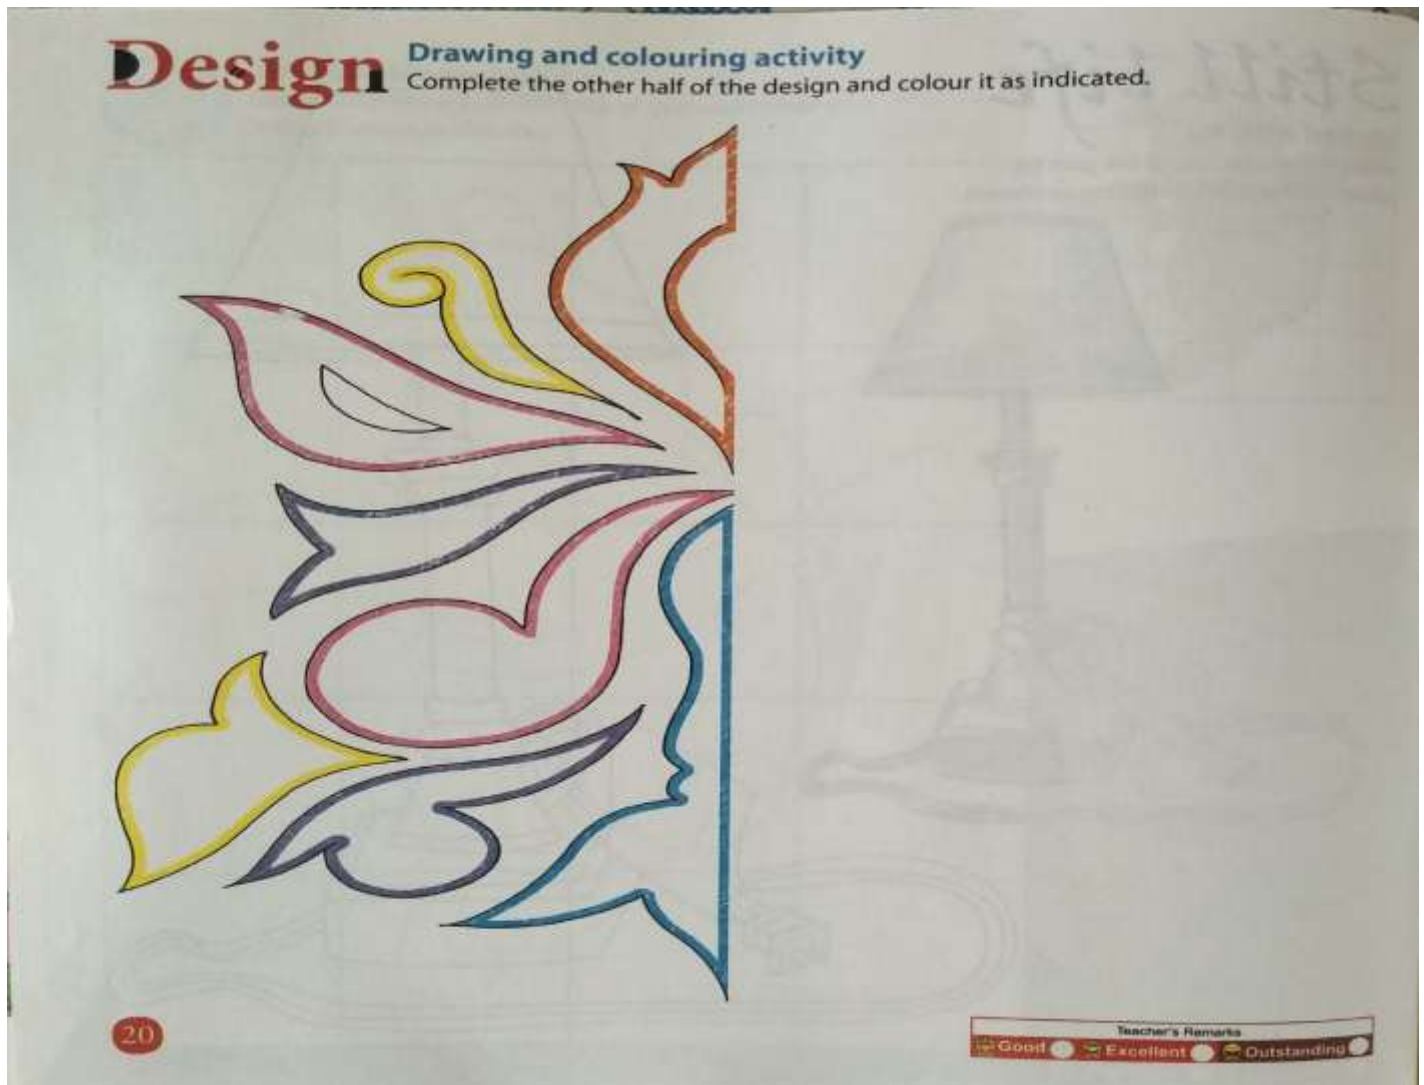 Design
Drawing and colouring activity
Complete the other half of the design and colour it as indicated.
20
Teacher's Remarks
Good Excellent Outstanding